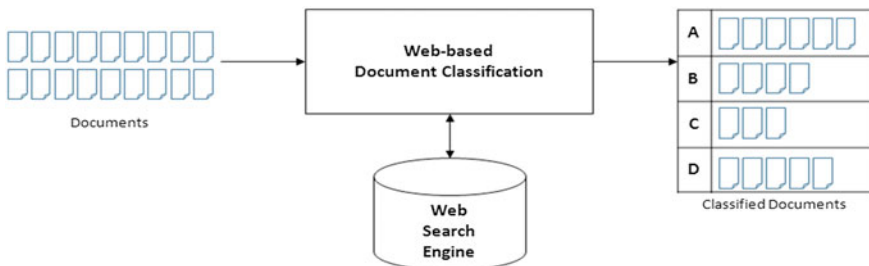 Documents
Web-based
Document Classification
Web
Search
Engine
A
B
C
D
Classified Documents